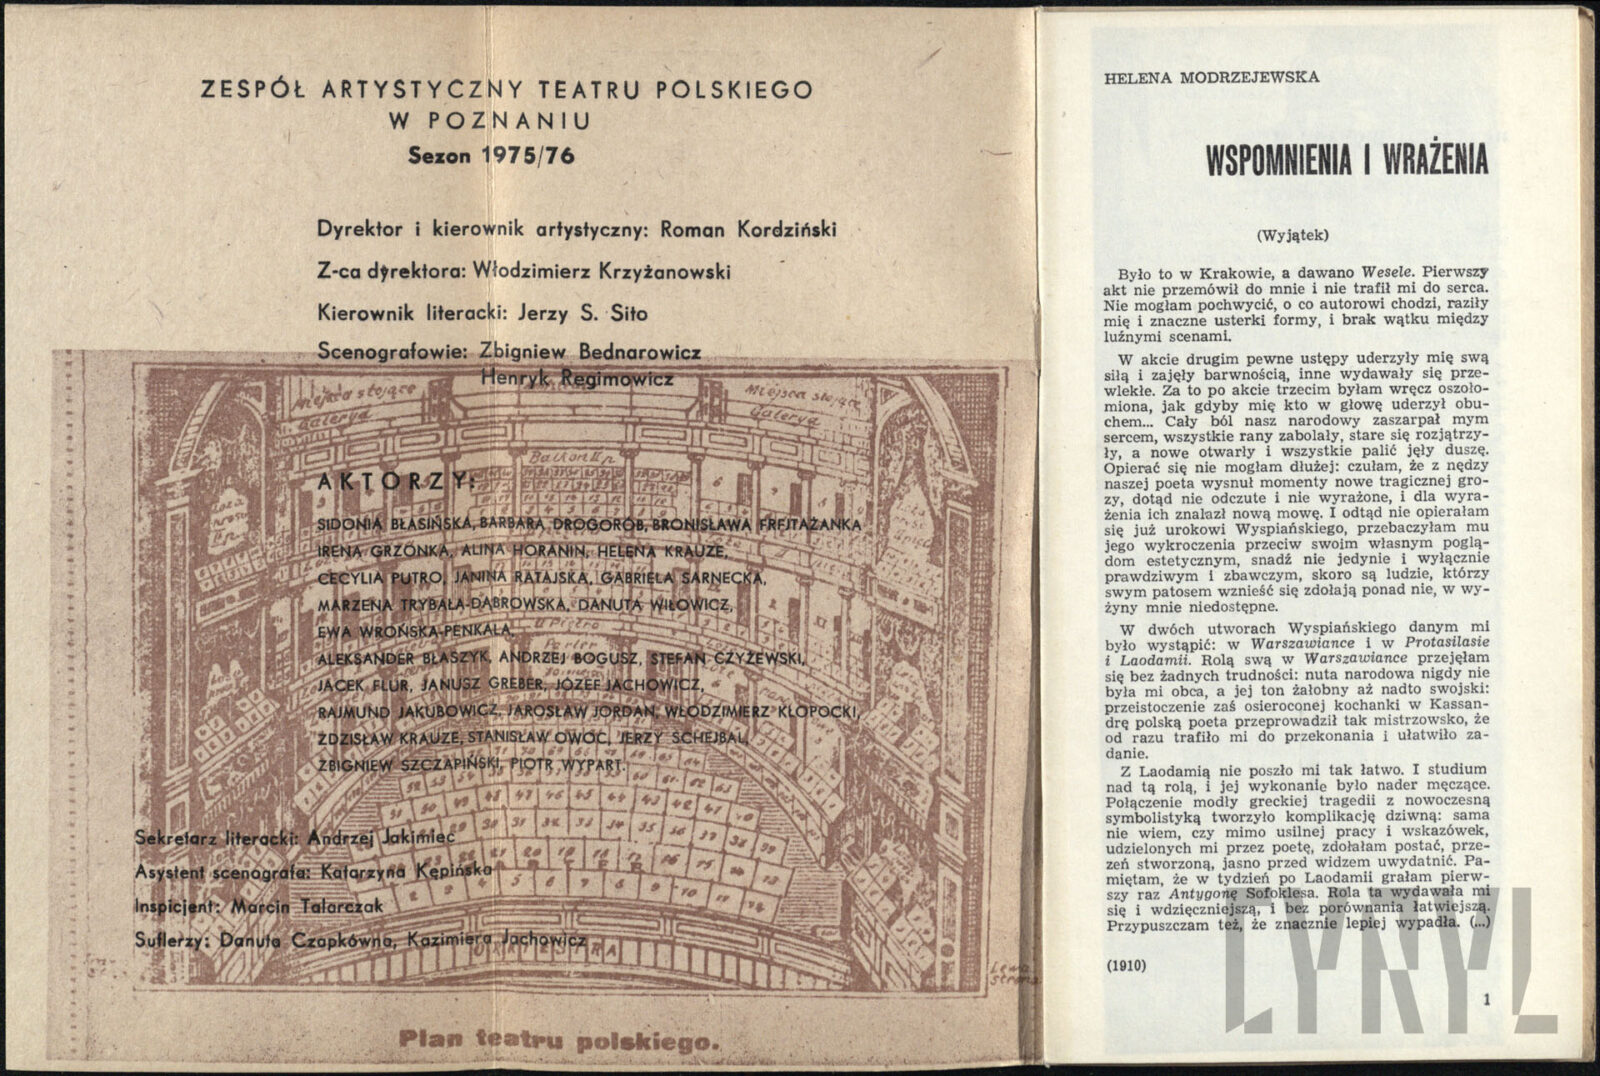 ZESPÓŁ ARTYSTYCZNY TEATRU POLSKIEGO
W POZNANIU
Sezon 1975/76
Dyrektor i kierownik artystyczny: Roman Kordziński
Z-ca dyrektora: Włodzimierz Krzyżanowski
Kierownik literacki: Jerzy S. Sito
Scenografowie: Zbigniew Bednarowicz
Henryk Regimowicz
Miejsca stojące
Galerya
Miejsca stojące
Galerya
Balkon II p
AKTORZY:
SIDONIA BŁASIŃSKA, BARBARA DROGORÓB, BRONISŁAWA FREJTAŻANKA
IRENA GRZONKA, ALINA HORANIN, HELENA KRAUZE,
CECYLIA PUTRO, JANINA RATAJSKA, GABRIELA SARNECKA,
MARZENA TRYBAŁA-DĄBROWSKA, DANUTA WIŁOWICZ,
EWA WROŃSKA-PENKALA,
ALEKSANDER BŁASZYK, ANDRZEJ BOGUSZ, STEFAN CZYŻEWSKI,
JACEK FLUR, JANUSZ GREBER, JÓZEF JACHOWICZ,
RAJMUND JAKUBOWICZ, JAROSŁAW JORDAN, WŁODZIMIERZ KŁOPOCKI,
ZDZISŁAW KRAUZE, STANISŁAW OWOC, JERZY SCHEJBAL,
ZBIGNIEW SZCZAPIŃSKI, PIOTR WYPART.
Sekretarz literacki: Andrzej Jakimiec
Asystent scenografa: Katarzyna Kępińska
Inspicjent: Marcin Talarczak
Suflerzy: Danuta Czapkówna, Kazimiera Jachowicz
ORKIESTRA
Lewa
strona
Plan teatru polskiego.
HELENA MODRZEJEWSKA
WSPOMNIENIA I WRAŻENIA
(Wyjątek)
Było to w Krakowie, a dawano Wesele. Pierwszy
akt nie przemówił do mnie i nie trafił mi do serca.
Nie mogłam pochwycić, o co autorowi chodzi, raziły
mię i znaczne usterki formy, i brak wątku między
luźnymi scenami.
W akcie drugim pewne ustępy uderzyły mię swą
siłą i zajęły barwnością, inne wydawały się prze-
wlekłe. Za to po akcie trzecim byłam wręcz oszoło-
miona, jak gdyby mię kto w głowę uderzył obu-
chem... Cały ból nasz narodowy zaszarpał mym
sercem, wszystkie rany zabolały, stare się rozjątrzy-
ły, a nowe otwarły i wszystkie palić jęły duszę.
Opierać się nie mogłam dłużej: czułam, że z nędzy
naszej poeta wysnuł momenty nowe tragicznej gro-
zy, dotąd nie odczute i nie wyrażone, i dla wyra-
żenia ich znalazł nową mowę. I odtąd nie opierałam
się już urokowi Wyspiańskiego, przebaczyłam mu
jego wykroczenia przeciw swoim własnym poglą-
dom estetycznym, snadź nie jedynie i wyłącznie
prawdziwym i zbawczym, skoro są ludzie, którzy
swym patosem wznieść się zdołają ponad nie, w wy-
żyny mnie niedostępne.
W dwóch utworach Wyspiańskiego danym mi
było wystąpić: w Warszawiance i w Protasilasie
i Laodamii. Rolą swą w Warszawiance przejęłam
się bez żadnych trudności: nuta narodowa nigdy nie
była mi obca, a jej ton żałobny aż nadto swojski:
przeistoczenie zaś osieroconej kochanki w Kassan-
drę polską poeta przeprowadził tak mistrzowsko, że
od razu trafiło mi do przekonania i ułatwiło za-
danie.
Z Laodamią nie poszło mi tak łatwo. I studium
nad tą rolą, i jej wykonanie było nader męczące.
Połączenie modły greckiej tragedii z nowoczesną
symbolistyką tworzyło komplikację dziwną: sama
nie wiem, czy mimo usilnej pracy i wskazówek,
udzielonych mi przez poetę, zdołałam postać, prze-
zeń stworzoną, jasno przed widzem uwydatnić. Pa-
miętam, że w tydzień po Laodamii grałam pierw-
szy raz Antygonę Sofoklesa. Rola ta wydawała mi
się i wdzięczniejszą, i bez porównania łatwiejszą.
Przypuszczam też, że znacznie lepiej wypadła. (...)
(1910)
1